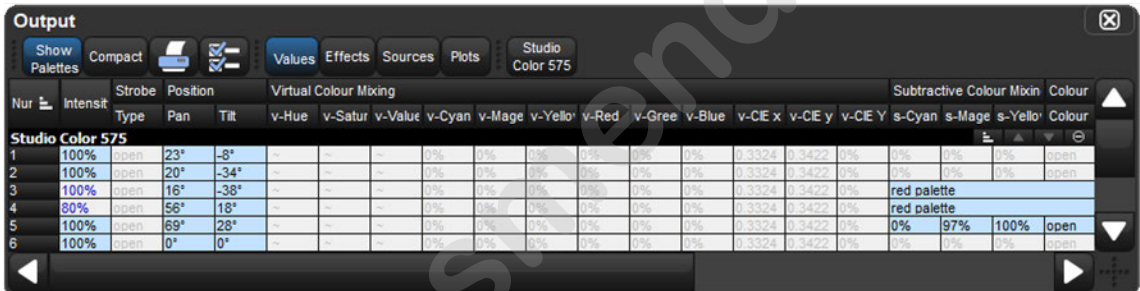 Output
Show Palettes Compact Values Effects Sources Plots Studio Color 575
Nur Intensit Strobe Position Virtual Colour Mixing Subtractive Colour Mixin Colour
Type Pan Tilt v-Hue v-Satur v-Value v-Cyan v-Mage v-Yello v-Red v-Gree v-Blue v-CIE x v-CIE y v-CIE Y s-Cyan s-Mage s-Yello Colour
Studio Color 575
1 100% open 23° -8° ~ ~ ~ 0% 0% 0% 0% 0% 0% 0.3324 0.3422 0% 0% 0% 0% open
2 100% open 20° -34° ~ ~ ~ 0% 0% 0% 0% 0% 0% 0.3324 0.3422 0% 0% 0% 0% open
3 100% open 16° -38° ~ ~ ~ 0% 0% 0% 0% 0% 0% 0.3324 0.3422 0% red palette
4 80% open 56° 18° ~ ~ ~ 0% 0% 0% 0% 0% 0% 0.3324 0.3422 0% red palette
5 100% open 69° 28° ~ ~ ~ 0% 0% 0% 0% 0% 0% 0.3324 0.3422 0% 0% 97% 100% open
6 100% open 0° 0° ~ ~ ~ 0% 0% 0% 0% 0% 0% 0.3324 0.3422 0% 0% 0% 0% open